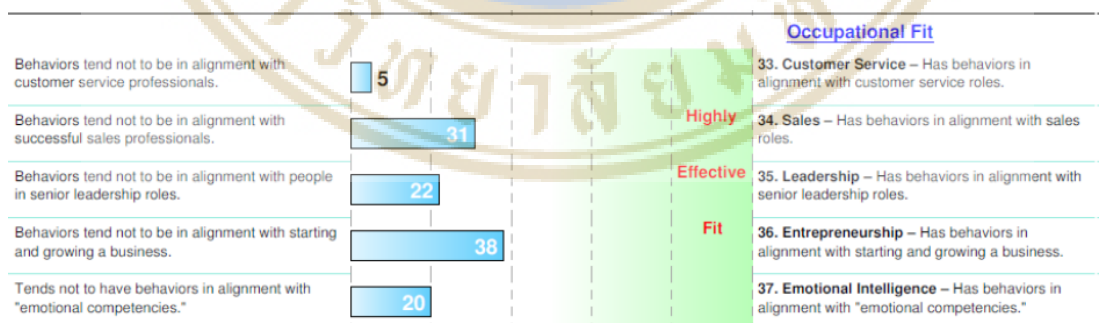 Occupational Fit
Behaviors tend not to be in alignment with
customer service professionals.
5
33. Customer Service – Has behaviors in
alignment with customer service roles.
Behaviors tend not to be in alignment with
successful sales professionals.
31
Highly
34. Sales – Has behaviors in alignment with sales
roles.
Behaviors tend not to be in alignment with people
in senior leadership roles.
22
Effective
35. Leadership – Has behaviors in alignment with
senior leadership roles.
Behaviors tend not to be in alignment with starting
and growing a business.
38
Fit
36. Entrepreneurship – Has behaviors in
alignment with starting and growing a business.
Tends not to have behaviors in alignment with
"emotional competencies."
20
37. Emotional Intelligence – Has behaviors in
alignment with "emotional competencies."
วิทยาลัย